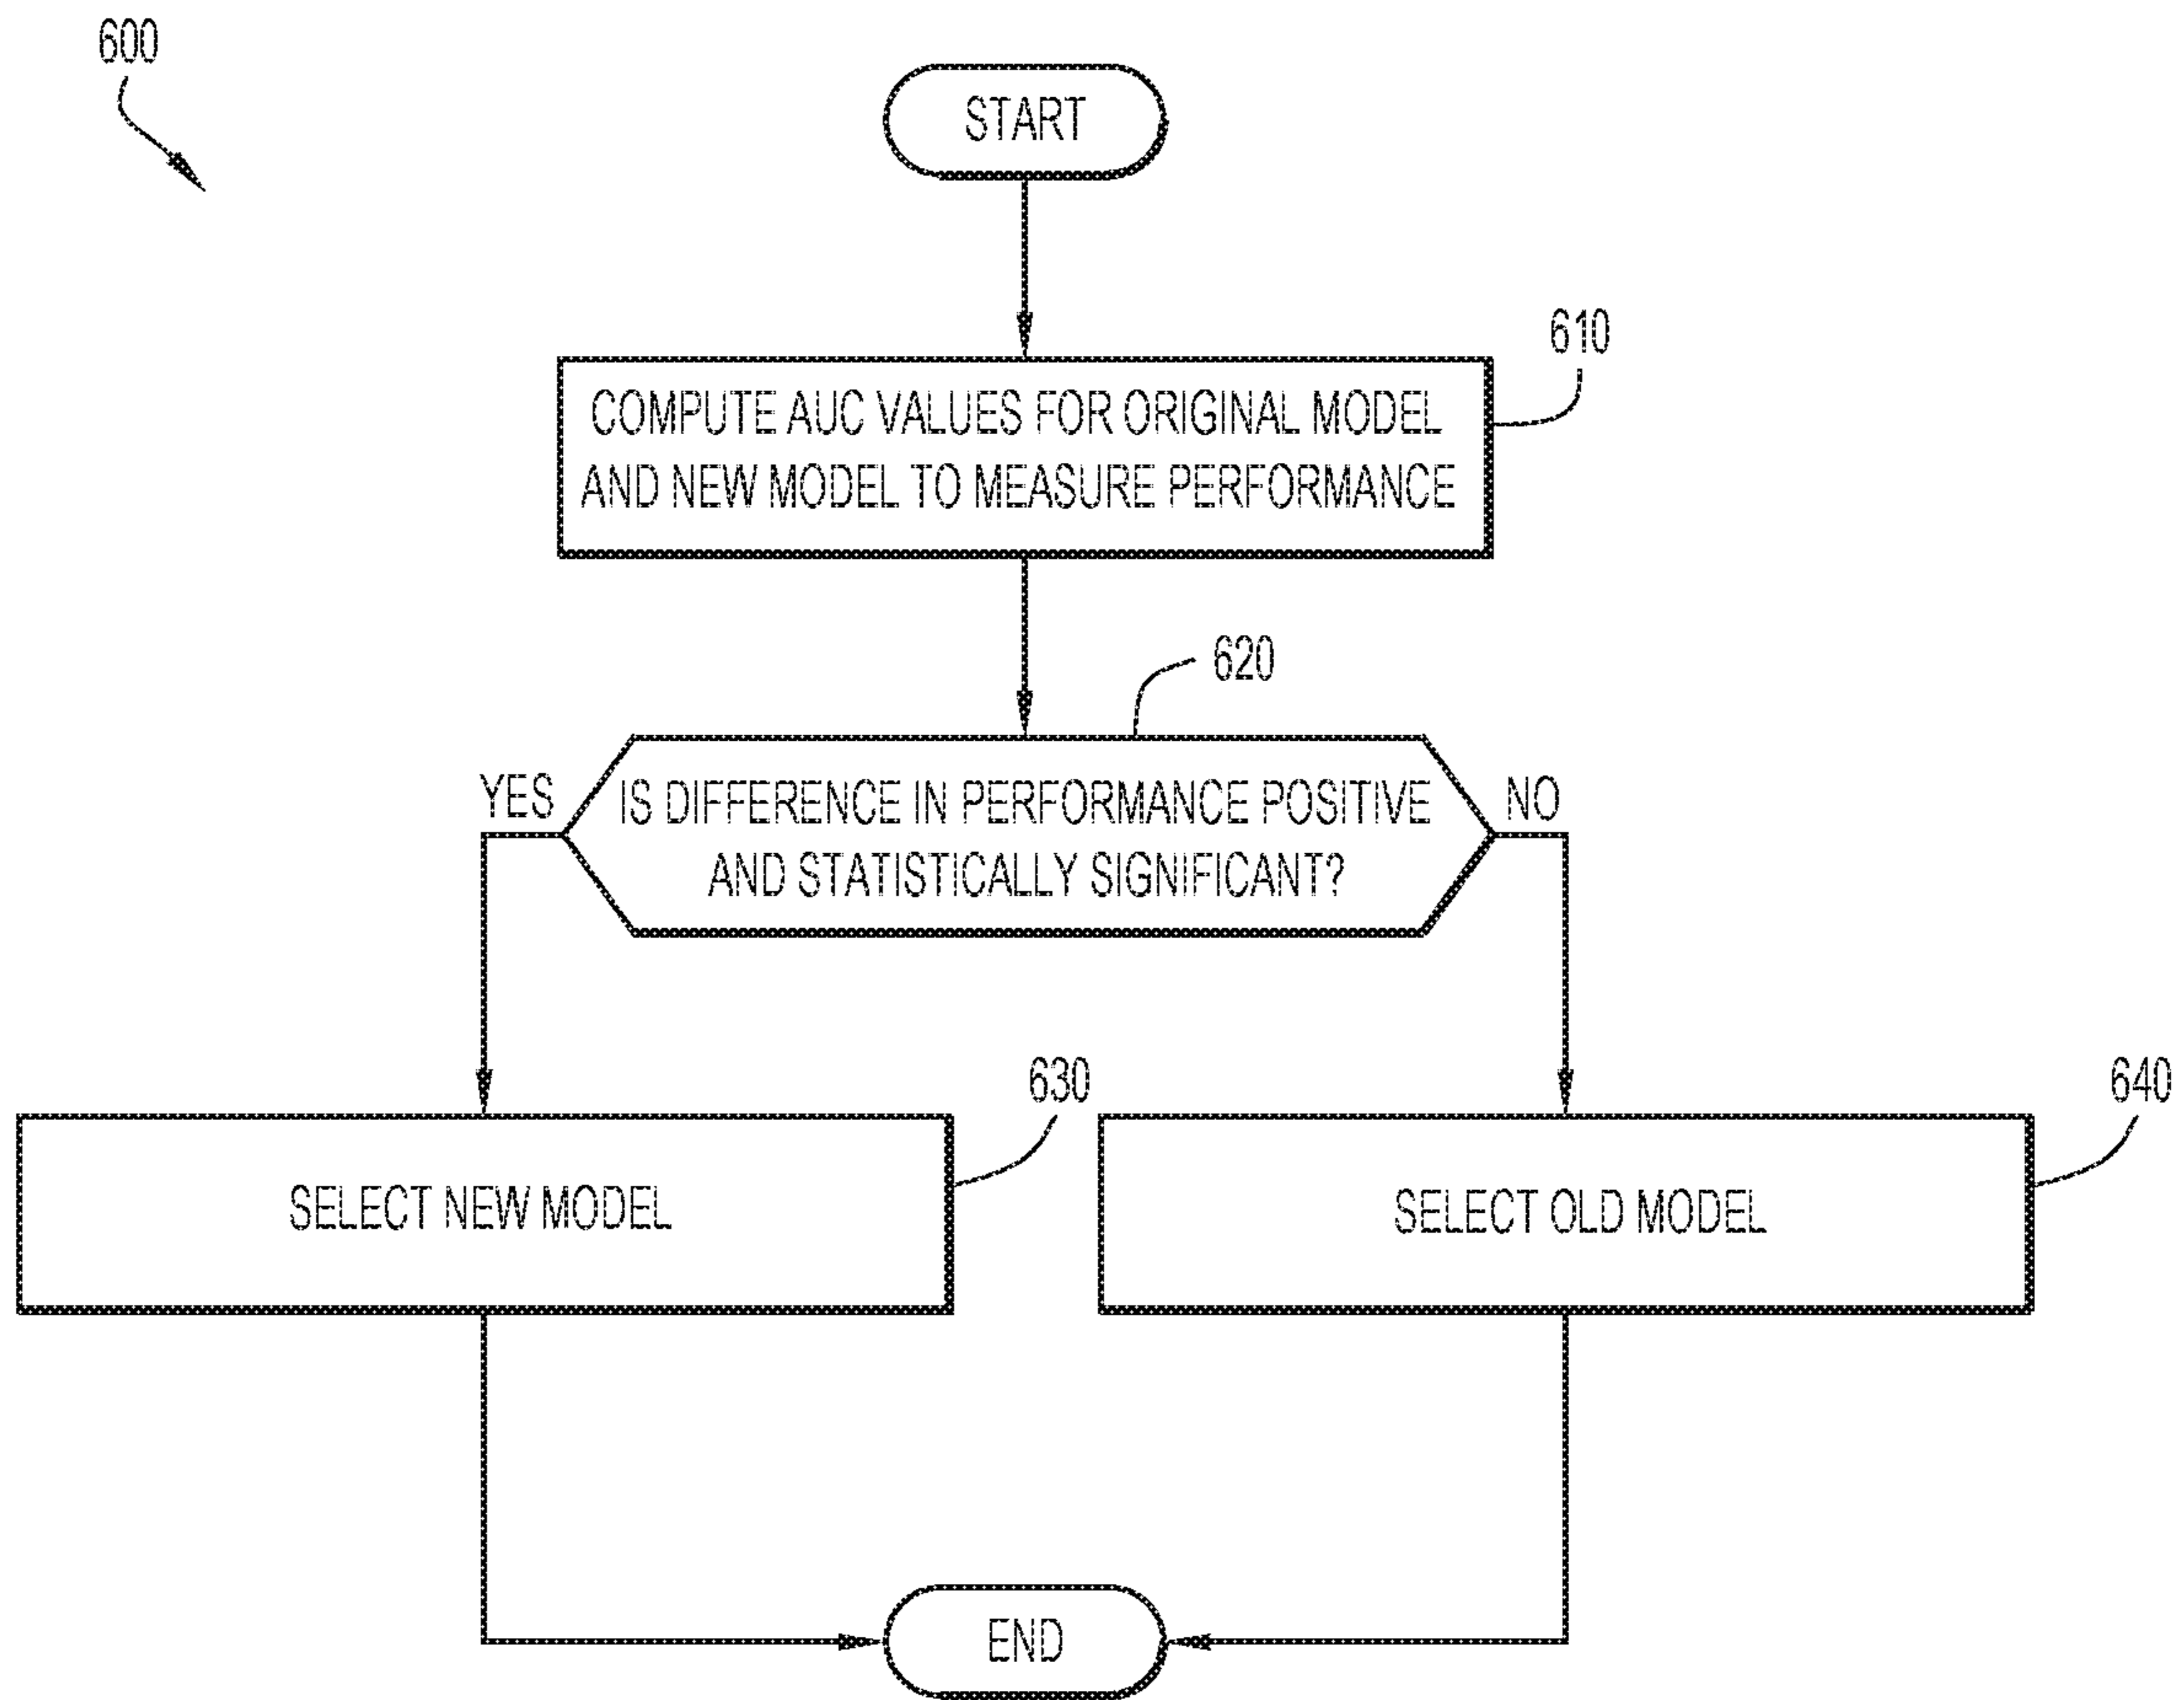 600
START
610
COMPUTE AUC VALUES FOR ORIGINAL MODEL
AND NEW MODEL TO MEASURE PERFORMANCE
620
YES
IS DIFFERENCE IN PERFORMANCE POSITIVE
AND STATISTICALLY SIGNIFICANT?
NO
630
SELECT NEW MODEL
640
SELECT OLD MODEL
END